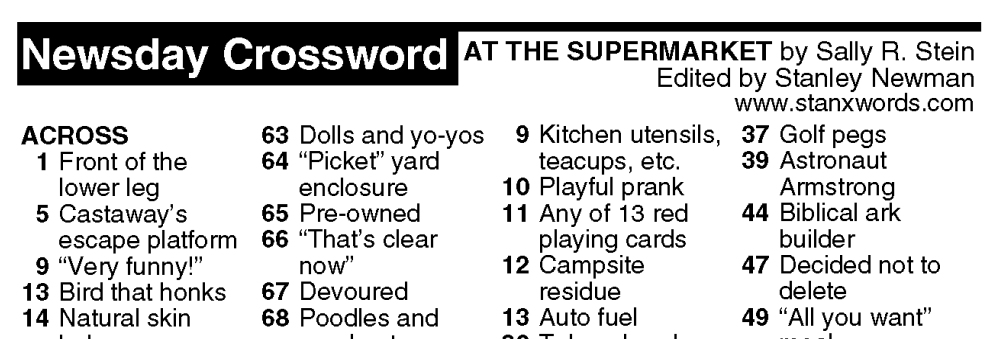 Newsday Crossword
AT THE SUPERMARKET by Sally R. Stein
Edited by Stanley Newman
www.stanxwords.com
ACROSS
1 Front of the
lower leg
5 Castaway's
escape platform
9 "Very funny!"
13 Bird that honks
14 Natural skin
63 Dolls and yo-yos
64 "Picket" yard
enclosure
65 Pre-owned
66 "That's clear
now"
67 Devoured
68 Poodles and
9 Kitchen utensils,
teacups, etc.
10 Playful prank
11 Any of 13 red
playing cards
12 Campsite
residue
13 Auto fuel
37 Golf pegs
39 Astronaut
Armstrong
44 Biblical ark
builder
47 Decided not to
delete
49 "All you want"